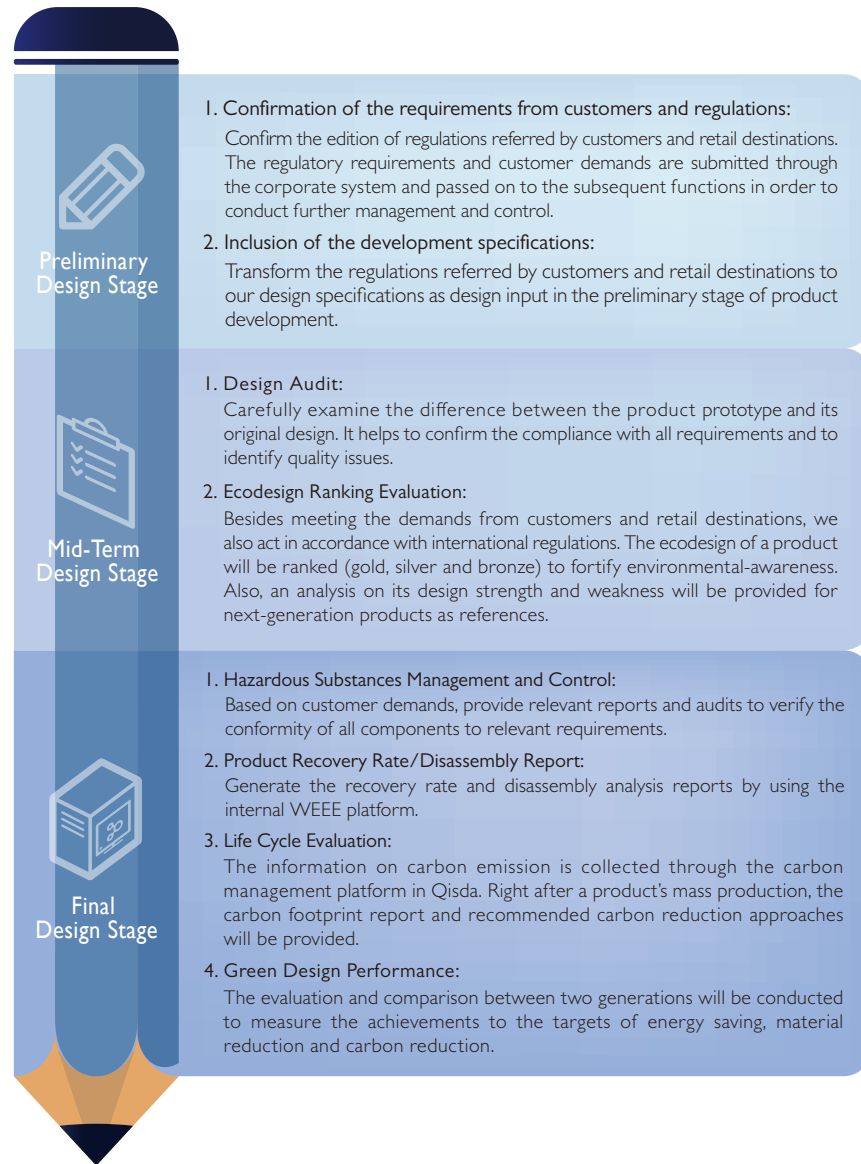 Preliminary
Design Stage
1. Confirmation of the requirements from customers and regulations:
Confirm the edition of regulations referred by customers and retail destinations.
The regulatory requirements and customer demands are submitted through
the corporate system and passed on to the subsequent functions in order to
conduct further management and control.
2. Inclusion of the development specifications:
Transform the regulations referred by customers and retail destinations to
our design specifications as design input in the preliminary stage of product
development.
Mid-Term
Design Stage
1. Design Audit:
Carefully examine the difference between the product prototype and its
original design. It helps to confirm the compliance with all requirements and to
identify quality issues.
2. Ecodesign Ranking Evaluation:
Besides meeting the demands from customers and retail destinations, we
also act in accordance with international regulations. The ecodesign of a product
will be ranked (gold, silver and bronze) to fortify environmental-awareness.
Also, an analysis on its design strength and weakness will be provided for
next-generation products as references.
Final
Design Stage
1. Hazardous Substances Management and Control:
Based on customer demands, provide relevant reports and audits to verify the
conformity of all components to relevant requirements.
2. Product Recovery Rate/Disassembly Report:
Generate the recovery rate and disassembly analysis reports by using the
internal WEEE platform.
3. Life Cycle Evaluation:
The information on carbon emission is collected through the carbon
management platform in Qisda. Right after a product's mass production, the
carbon footprint report and recommended carbon reduction approaches
will be provided.
4. Green Design Performance:
The evaluation and comparison between two generations will be conducted
to measure the achievements to the targets of energy saving, material
reduction and carbon reduction.